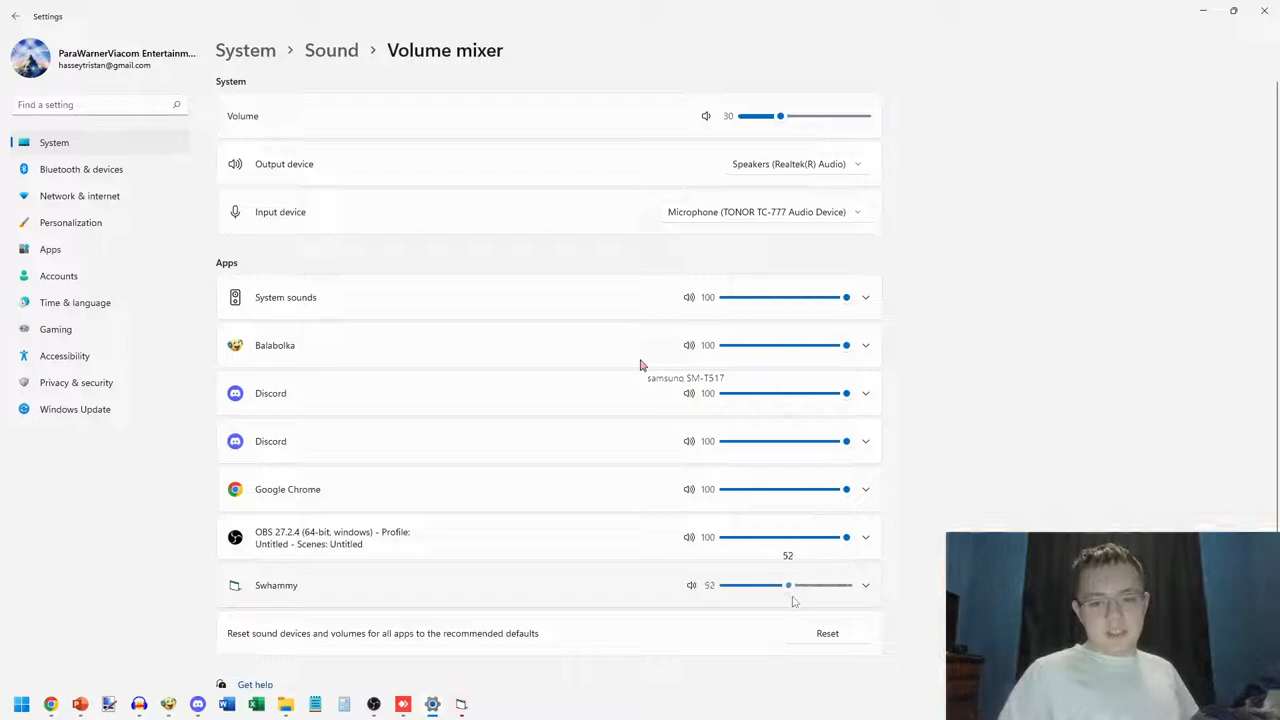 Settings
ParaWarnerViacom Entertainm...
hasseytristan@gmail.com
Find a setting
System
Bluetooth & devices
Network & internet
Personalization
Apps
Accounts
Time & language
Gaming
Accessibility
Privacy & security
Windows Update
System > Sound > Volume mixer
System
Volume 30
Output device Speakers (Realtek(R) Audio)
Input device Microphone (TONOR TC-777 Audio Device)
Apps
System sounds 100
Balabolka 100
samsung SM-T517
Discord 100
Discord 100
Google Chrome 100
OBS 27.2.4 (64-bit, windows) - Profile: 100
Untitled - Scenes: Untitled
52
Swhammy 52
Reset sound devices and volumes for all apps to the recommended defaults Reset
Get help